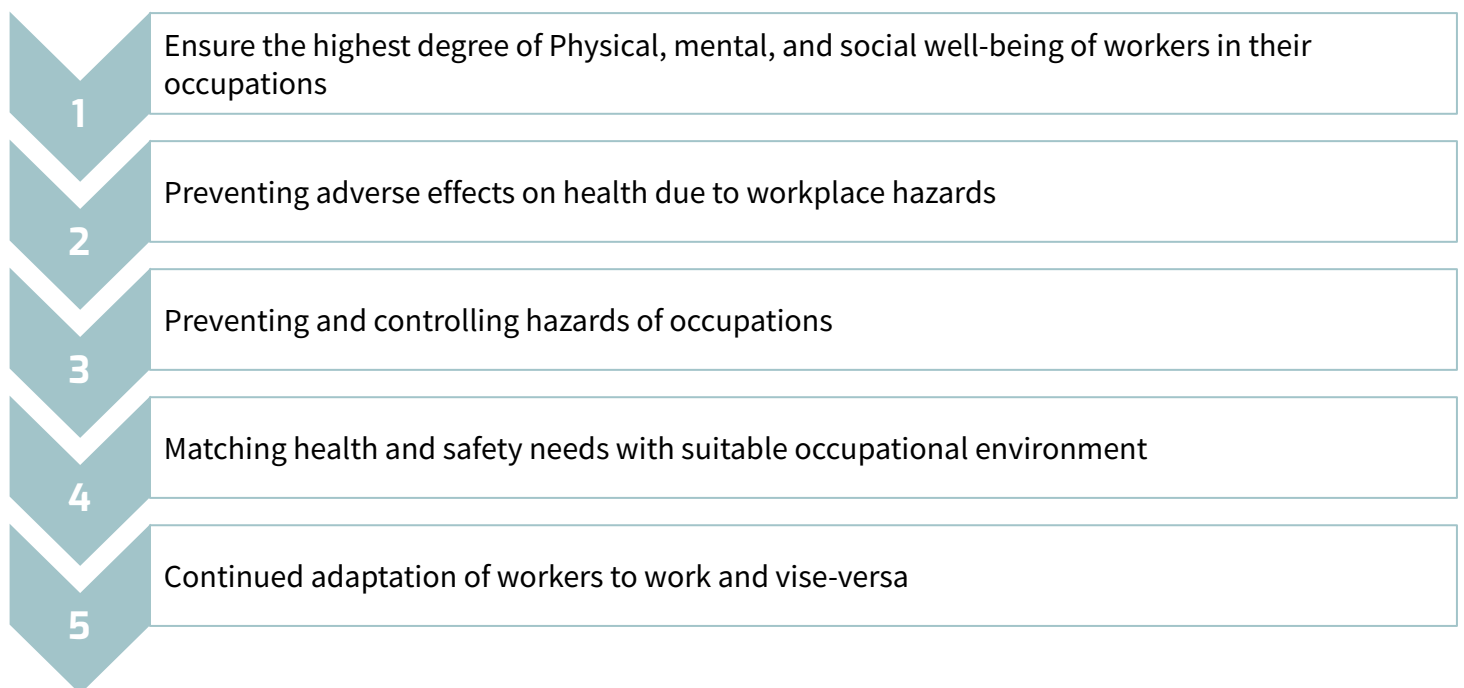 Ensure the highest degree of Physical, mental, and social well-being of workers in their
occupations
1
Preventing adverse effects on health due to workplace hazards
2
Preventing and controlling hazards of occupations
3
Matching health and safety needs with suitable occupational environment
4
Continued adaptation of workers to work and vise-versa
5